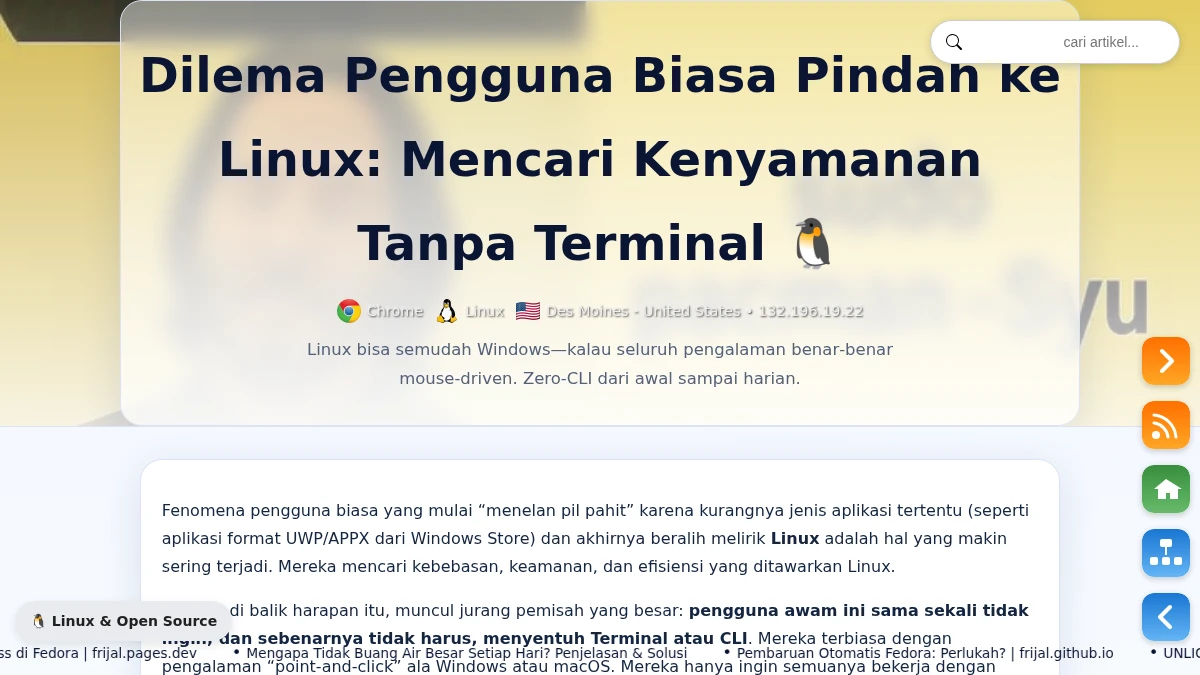 cari artikel...
Dilema Pengguna Biasa Pindah ke
Linux: Mencari Kenyamanan
Tanpa Terminal 🐧
Chrome Linux Des Moines - United States • 132.196.19.22
Linux bisa semudah Windows—kalau seluruh pengalaman benar-benar
mouse-driven. Zero-CLI dari awal sampai harian.
Fenomena pengguna biasa yang mulai “menelan pil pahit” karena kurangnya jenis aplikasi tertentu (seperti
aplikasi format UWP/APPX dari Windows Store) dan akhirnya beralih melirik Linux adalah hal yang makin
sering terjadi. Mereka mencari kebebasan, keamanan, dan efisiensi yang ditawarkan Linux.
di balik harapan itu, muncul jurang pemisah yang besar: pengguna awam ini sama sekali tidak
🐧 Linux & Open Source
dan sebenarnya tidak harus, menyentuh Terminal atau CLI. Mereka terbiasa dengan
ss di Fedora | frijal.pages.dev • Mengapa Tidak Buang Air Besar Setiap Hari? Penjelasan & Solusi • Pembaruan Otomatis Fedora: Perlukah? | frijal.github.io •
pengalaman “point-and-click” ala Windows atau macOS. Mereka hanya ingin semuanya bekerja dengan